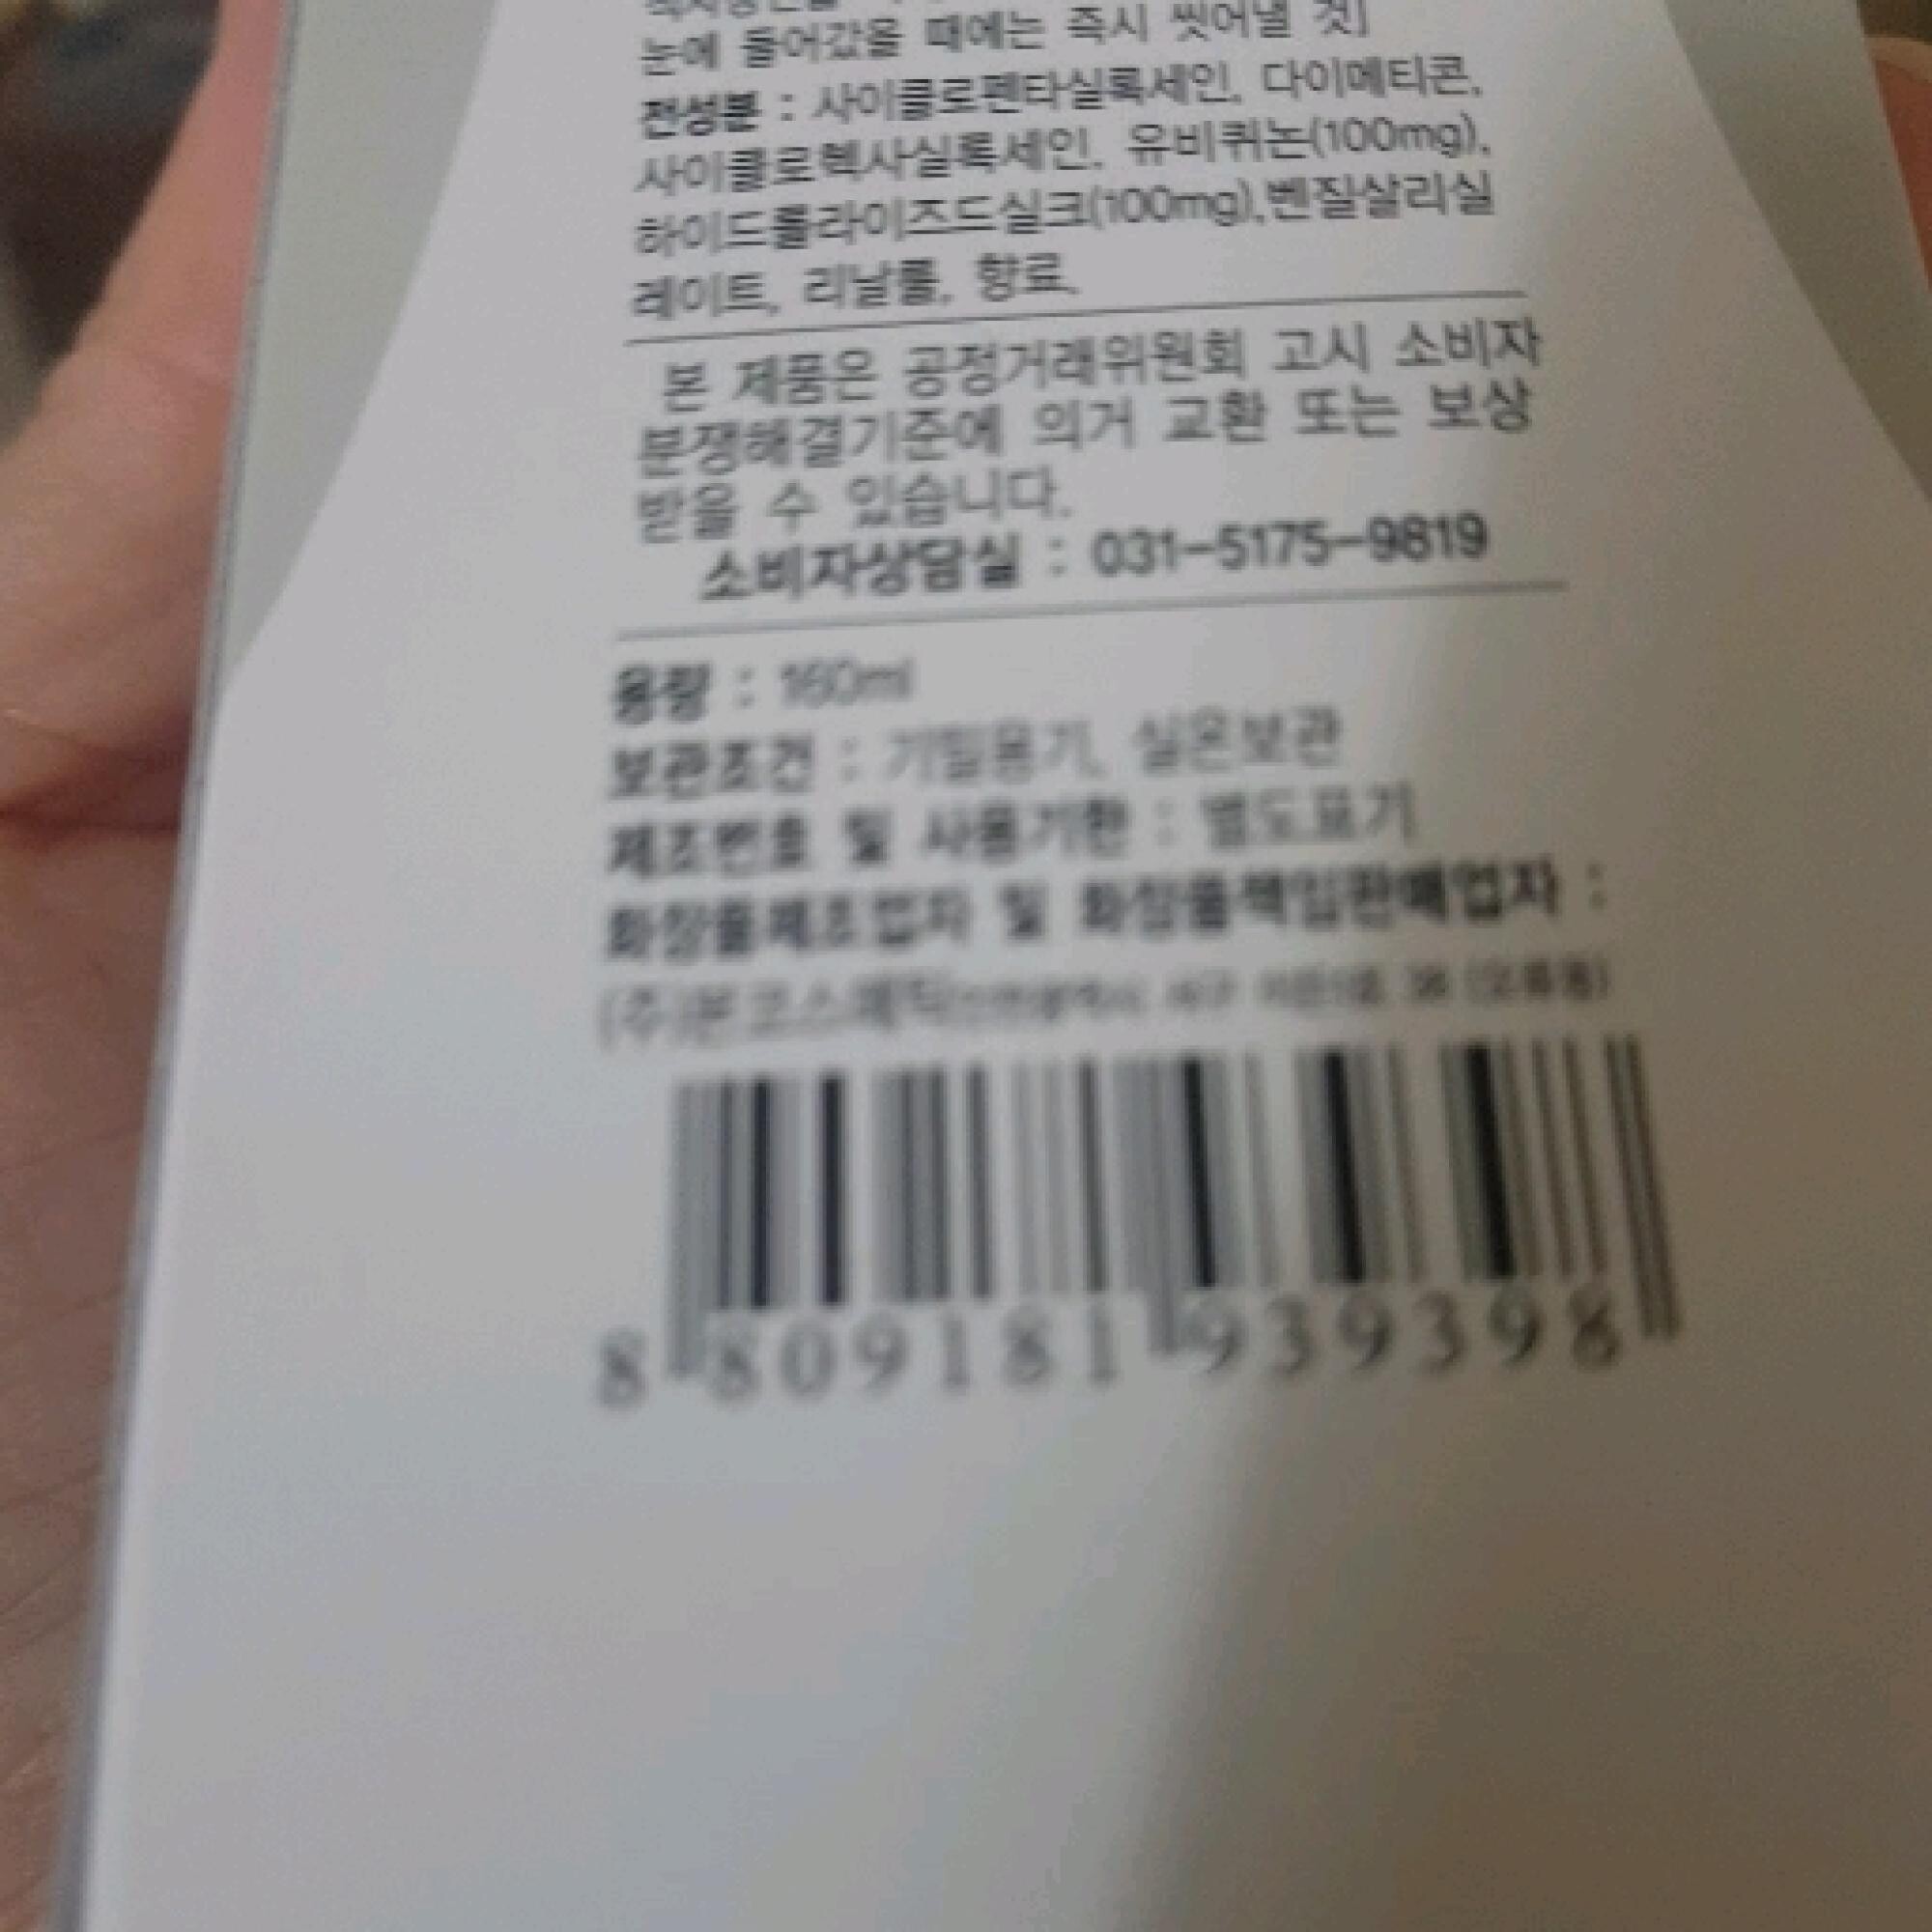 눈에 들어갔을 때에는 즉시 씻어낼 것]
전성분 : 사이클로펜타실록세인, 다이메티콘,
사이클로헥사실록세인, 유비퀴논(100mg),
하이드롤라이즈드실크(100mg),벤질살리실
레이트, 리날룰, 향료,
본 제품은 공정거래위원회 고시 소비자
분쟁해결기준에 의거 교환 또는 보상
받을 수 있습니다.
소비자상담실 : 031-5175-9819
용량 : 160ml
보관조건 : 기밀용기, 실온보관
제조번호 및 사용기한 : 별도표기
화장품제조업자 및 화장품책임판매업자 :
(주)본코스메틱
8 809181 939398